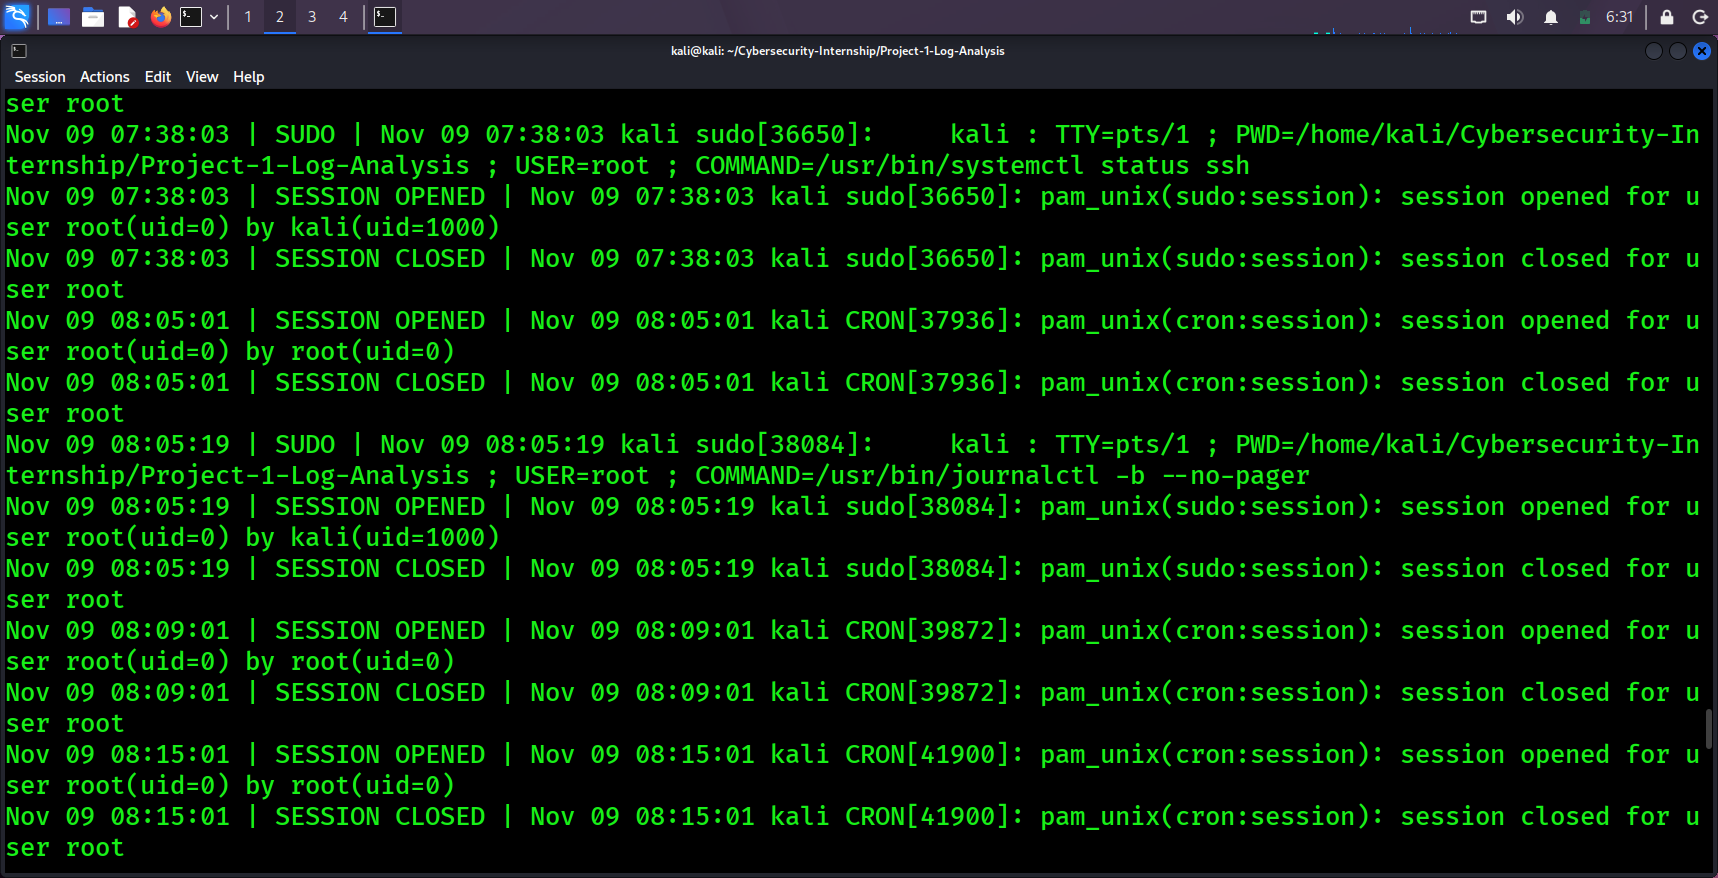 1 2 3 4 6:31
kali@kali: ~/Cybersecurity-Internship/Project-1-Log-Analysis
Session Actions Edit View Help
ser root
Nov 09 07:38:03 | SUDO | Nov 09 07:38:03 kali sudo[36650]:     kali : TTY=pts/1 ; PWD=/home/kali/Cybersecurity-In
ternship/Project-1-Log-Analysis ; USER=root ; COMMAND=/usr/bin/systemctl status ssh
Nov 09 07:38:03 | SESSION OPENED | Nov 09 07:38:03 kali sudo[36650]: pam_unix(sudo:session): session opened for u
ser root(uid=0) by kali(uid=1000)
Nov 09 07:38:03 | SESSION CLOSED | Nov 09 07:38:03 kali sudo[36650]: pam_unix(sudo:session): session closed for u
ser root
Nov 09 08:05:01 | SESSION OPENED | Nov 09 08:05:01 kali CRON[37936]: pam_unix(cron:session): session opened for u
ser root(uid=0) by root(uid=0)
Nov 09 08:05:01 | SESSION CLOSED | Nov 09 08:05:01 kali CRON[37936]: pam_unix(cron:session): session closed for u
ser root
Nov 09 08:05:19 | SUDO | Nov 09 08:05:19 kali sudo[38084]:     kali : TTY=pts/1 ; PWD=/home/kali/Cybersecurity-In
ternship/Project-1-Log-Analysis ; USER=root ; COMMAND=/usr/bin/journalctl -b --no-pager
Nov 09 08:05:19 | SESSION OPENED | Nov 09 08:05:19 kali sudo[38084]: pam_unix(sudo:session): session opened for u
ser root(uid=0) by kali(uid=1000)
Nov 09 08:05:19 | SESSION CLOSED | Nov 09 08:05:19 kali sudo[38084]: pam_unix(sudo:session): session closed for u
ser root
Nov 09 08:09:01 | SESSION OPENED | Nov 09 08:09:01 kali CRON[39872]: pam_unix(cron:session): session opened for u
ser root(uid=0) by root(uid=0)
Nov 09 08:09:01 | SESSION CLOSED | Nov 09 08:09:01 kali CRON[39872]: pam_unix(cron:session): session closed for u
ser root
Nov 09 08:15:01 | SESSION OPENED | Nov 09 08:15:01 kali CRON[41900]: pam_unix(cron:session): session opened for u
ser root(uid=0) by root(uid=0)
Nov 09 08:15:01 | SESSION CLOSED | Nov 09 08:15:01 kali CRON[41900]: pam_unix(cron:session): session closed for u
ser root